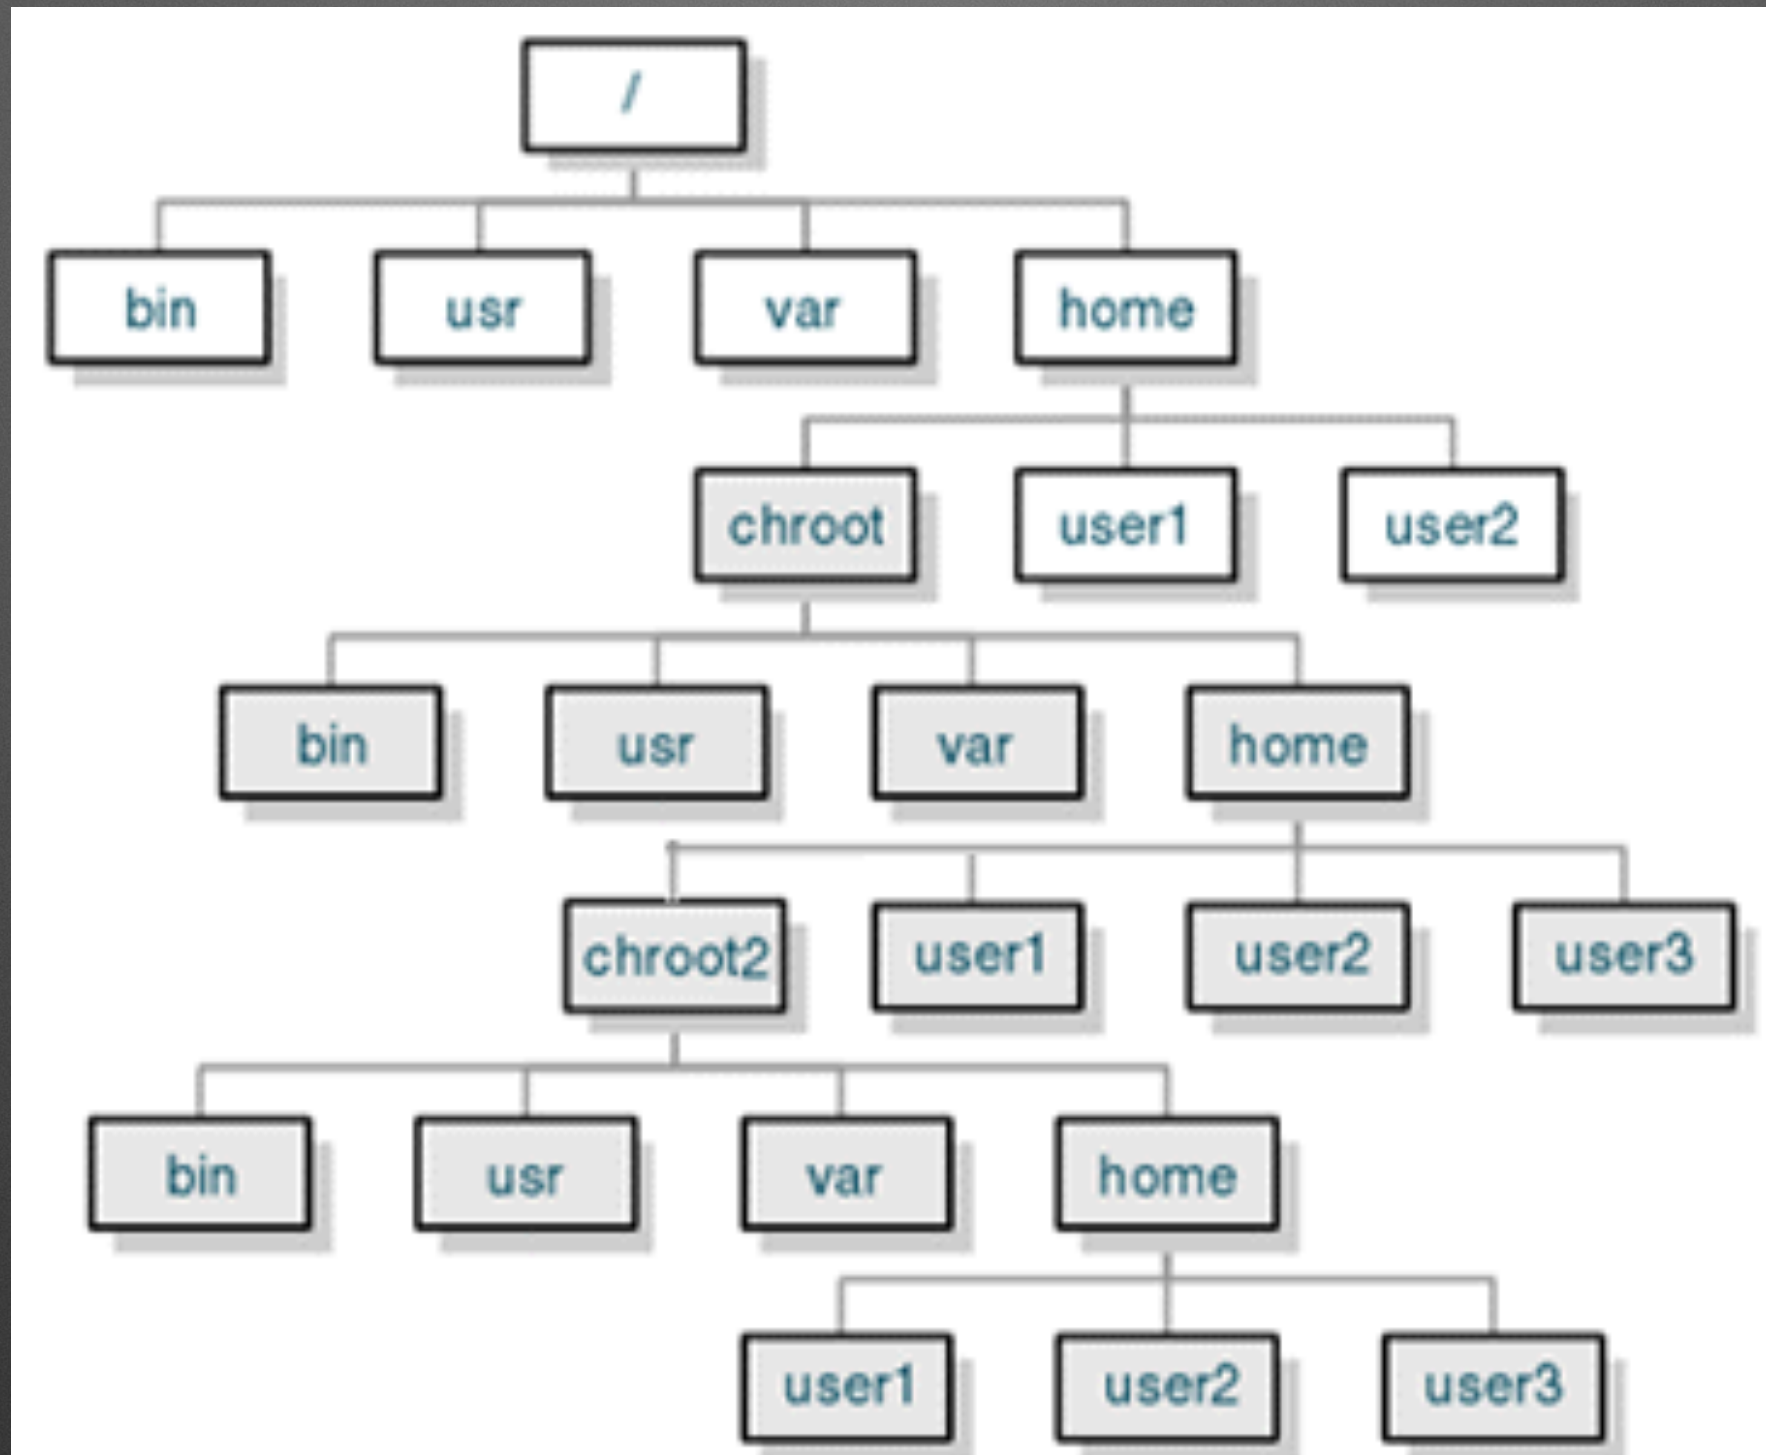 /
bin usr var home
chroot user1 user2
bin usr var home
chroot2 user1 user2 user3
bin usr var home
user1 user2 user3